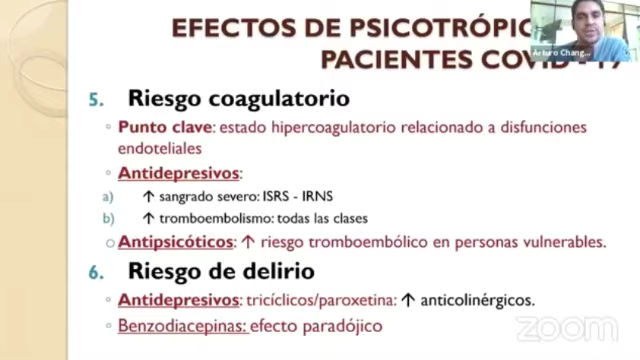 EFECTOS DE PSICOTRÓPIC
PACIENTES COVID - 19
Arturo Chang...
5. Riesgo coagulatorio
Punto clave: estado hipercoagulatorio relacionado a disfunciones
endoteliales
Antidepresivos:
a) ↑ sangrado severo: ISRS - IRNS
b) ↑ tromboembolismo: todas las clases
Antipsicóticos: ↑ riesgo tromboembólico en personas vulnerables.
6. Riesgo de delirio
Antidepresivos: tricíclicos/paroxetina: ↑ anticolinérgicos.
Benzodiacepinas: efecto paradójico
zoom